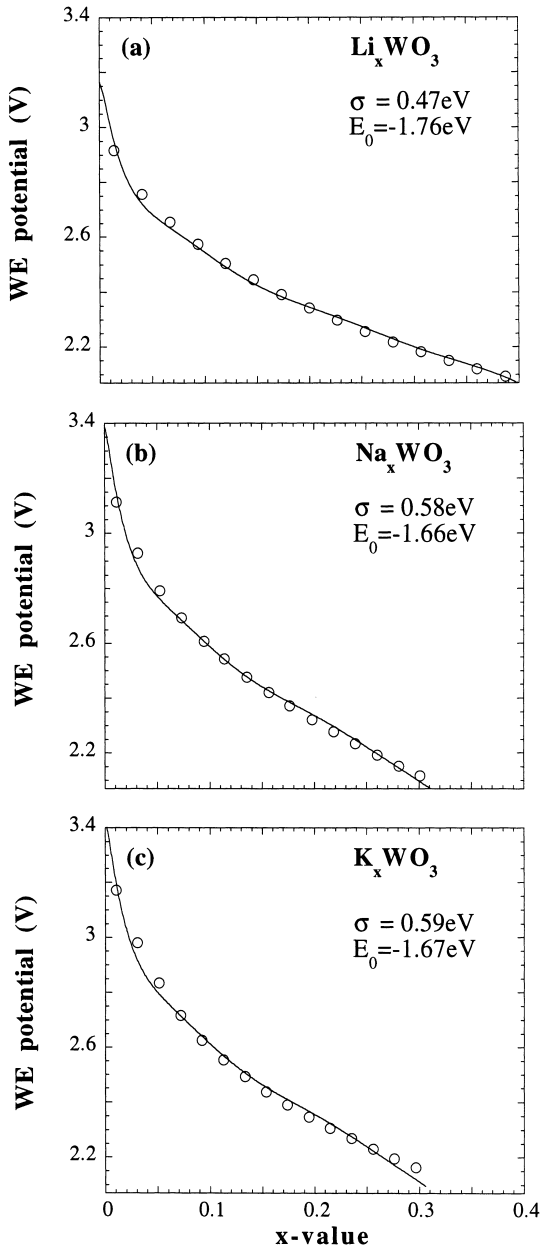 3.4
(a)
LiₓWO₃
σ = 0.47eV
E₀=-1.76eV
3
2.6
2.2
WE potential (V)
3.4
(b)
NaₓWO₃
σ = 0.58eV
E₀=-1.66eV
3
2.6
2.2
WE potential (V)
3.4
(c)
KₓWO₃
σ = 0.59eV
E₀=-1.67eV
3
2.6
2.2
WE potential (V)
0 0.1 0.2 0.3 0.4
x-value